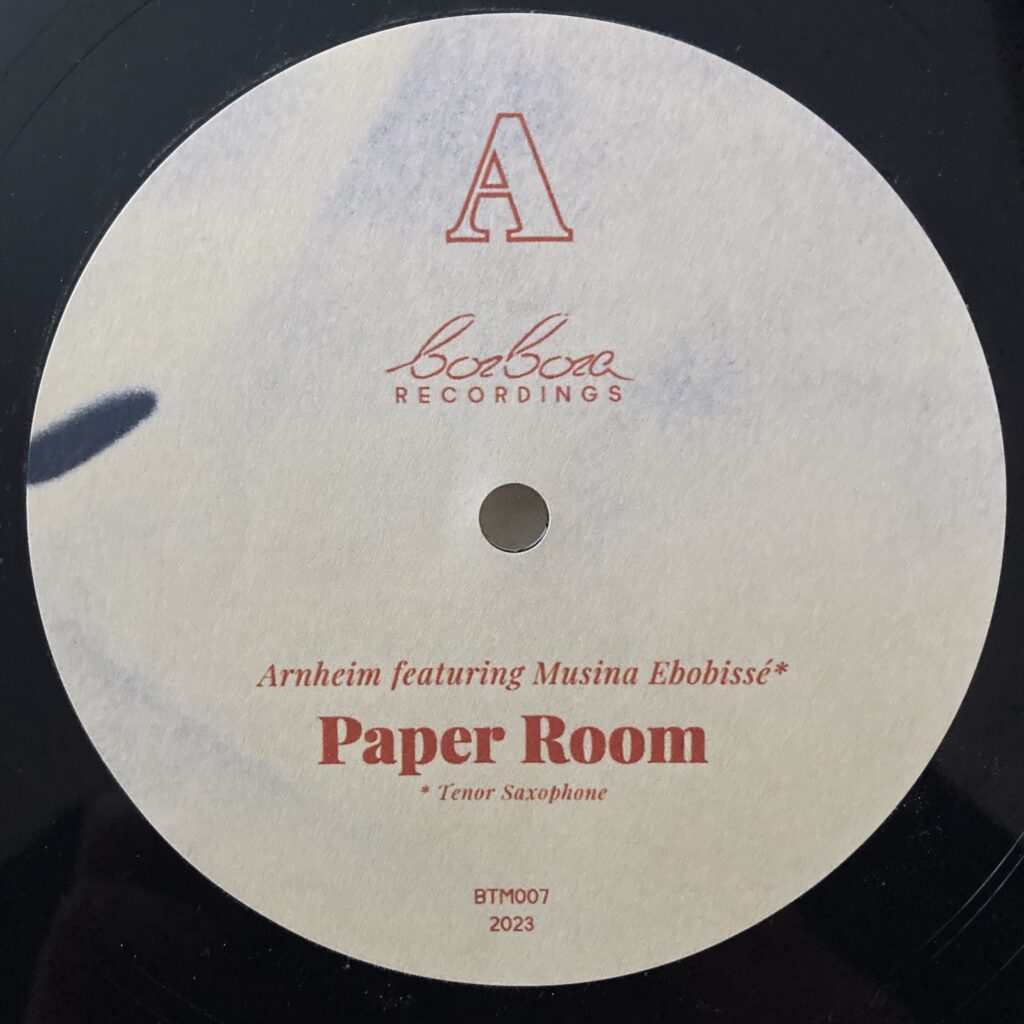 A
borbora
RECORDINGS
Arnheim featuring Musina Ebobissé*
Paper Room
* Tenor Saxophone
BTM007
2023